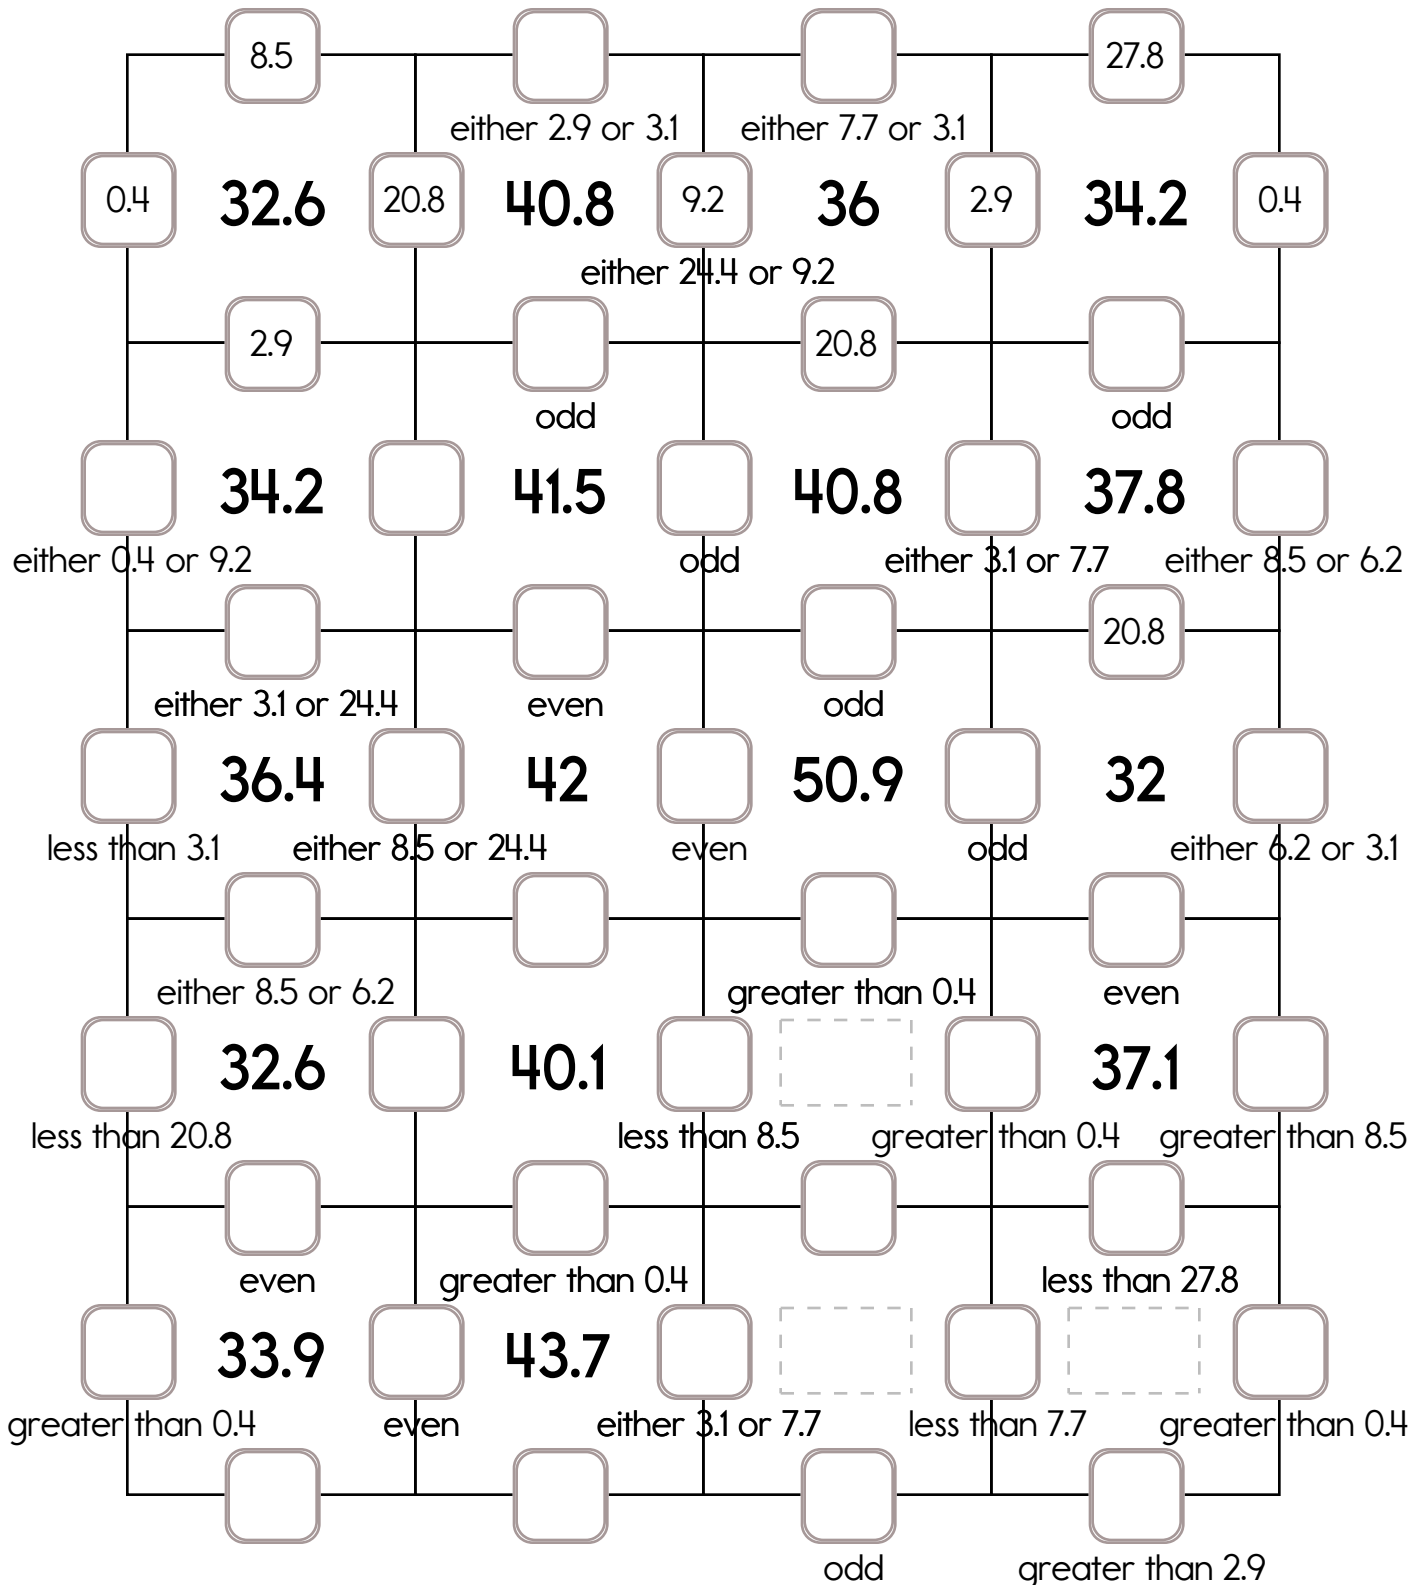 8.5 27.8
either 2.9 or 3.1 either 7.7 or 3.1
0.4 32.6 20.8 40.8 9.2 36 2.9 34.2 0.4
either 24.4 or 9.2
2.9 20.8
odd odd
34.2 41.5 40.8 37.8
either 0.4 or 9.2 odd either 3.1 or 7.7 either 8.5 or 6.2
20.8
either 3.1 or 24.4 even odd
36.4 42 50.9 32
less than 3.1 either 8.5 or 24.4 even odd either 6.2 or 3.1
either 8.5 or 6.2 greater than 0.4 even
32.6 40.1 37.1
less than 20.8 less than 8.5 greater than 0.4 greater than 8.5
even greater than 0.4 less than 27.8
33.9 43.7
greater than 0.4 even either 3.1 or 7.7 less than 7.7 greater than 0.4
odd greater than 2.9